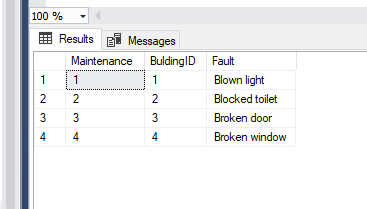 100 %
Results Messages
Maintenance BuldingID Fault
1 1 1 Blown light
2 2 2 Blocked toilet
3 3 3 Broken door
4 4 4 Broken window